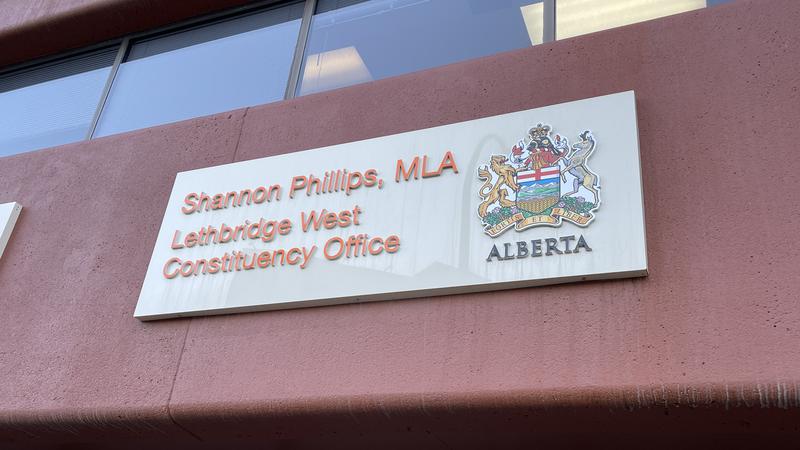 Shannon Phillips, MLA
Lethbridge West
Constituency Office
ALBERTA